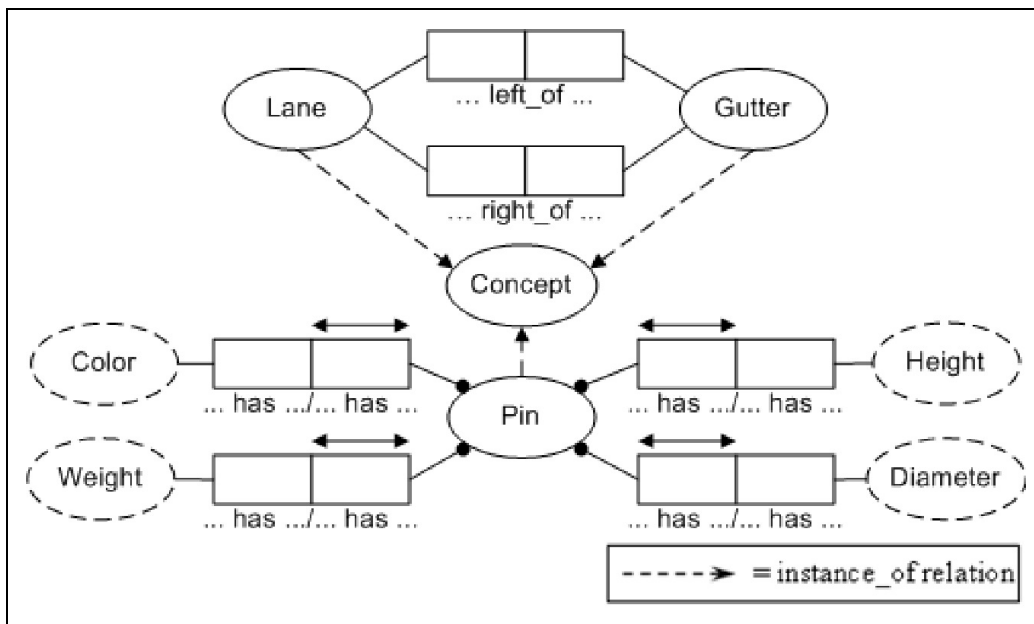 Lane
... left_of ...
Gutter
... right_of ...
Concept
Color
... has .../... has ...
Pin
... has .../... has ...
Height
Weight
... has .../... has ...
... has .../... has ...
Diameter
= instance_of relation